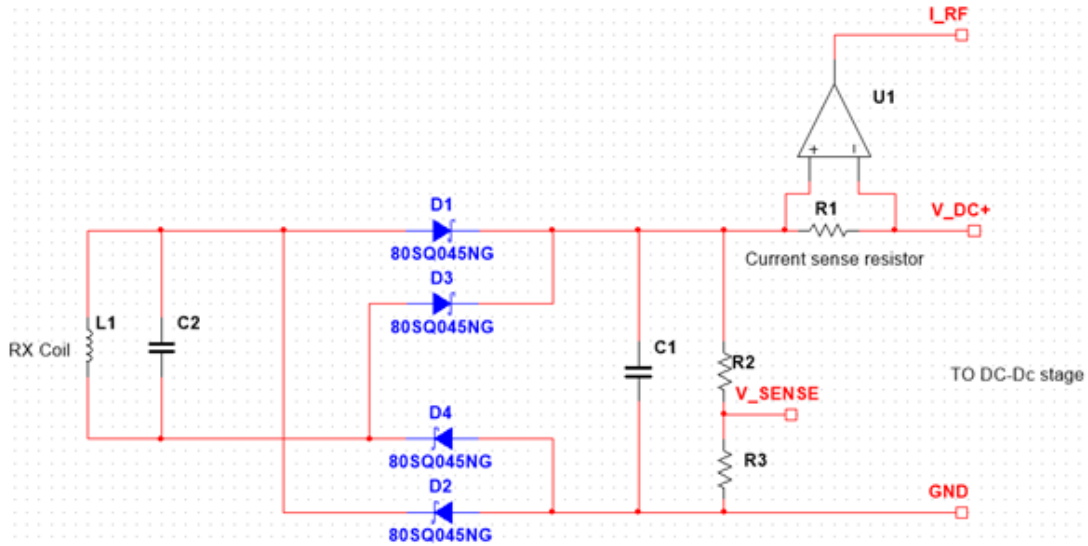 I_RF
U1
+
−
D1
80SQ045NG
R1
V_DC+
Current sense resistor
D3
80SQ045NG
L1
C2
RX Coil
C1
R2
TO DC-Dc stage
V_SENSE
D4
80SQ045NG
R3
D2
80SQ045NG
GND